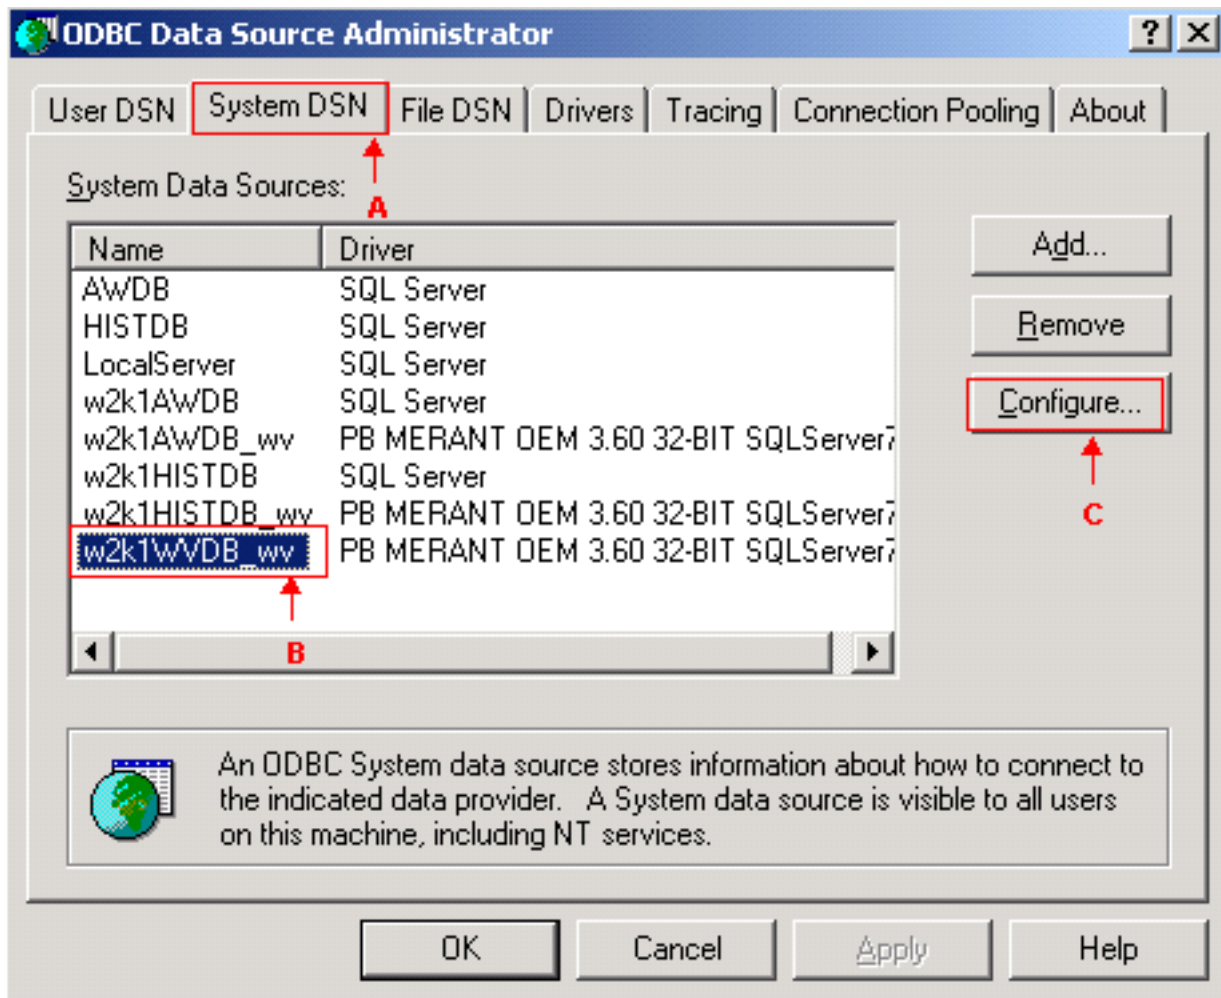 ODBC Data Source Administrator
User DSN System DSN File DSN Drivers Tracing Connection Pooling About
System Data Sources:
A
Name Driver
AWDB SQL Server
HISTDB SQL Server
LocalServer SQL Server
w2k1AWDB SQL Server
w2k1AWDB_wv PB MERANT OEM 3.60 32-BIT SQLServer7
w2k1HISTDB SQL Server
w2k1HISTDB_wv PB MERANT OEM 3.60 32-BIT SQLServer7
w2k1WVDB_wv PB MERANT OEM 3.60 32-BIT SQLServer7
B
Add...
Remove
Configure...
C
An ODBC System data source stores information about how to connect to
the indicated data provider. A System data source is visible to all users
on this machine, including NT services.
OK Cancel Apply Help